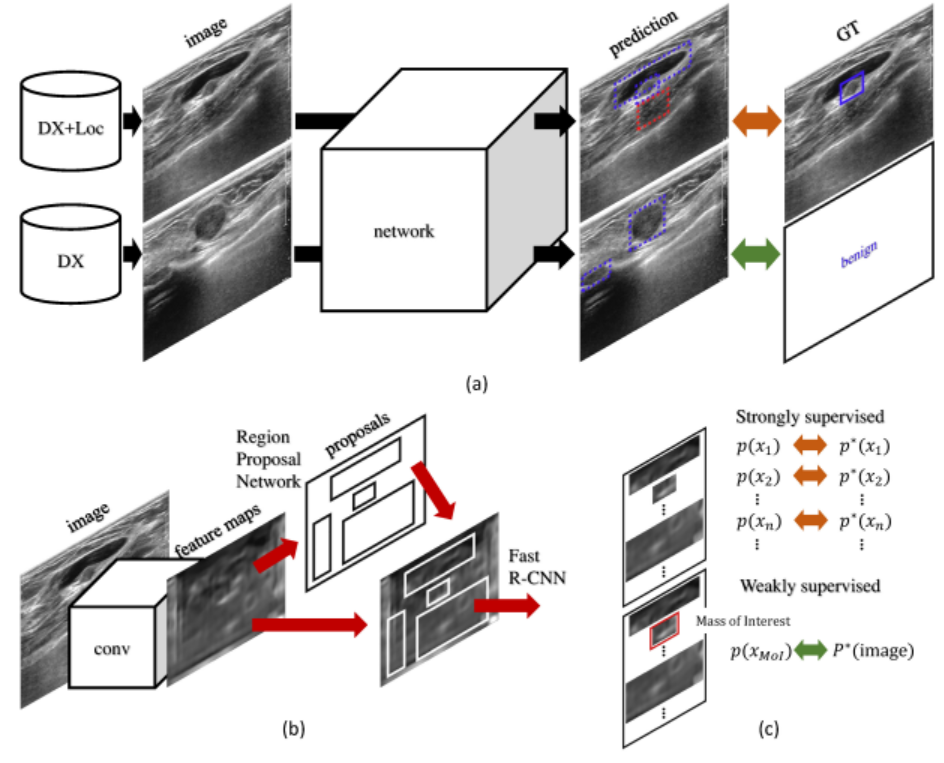 image
prediction
GT
DX+Loc
DX
network
benign
(a)
Region
Proposal
Network
proposals
image
feature maps
conv
Fast
R-CNN
(b)
Strongly supervised
p(x₁) p*(x₁)
p(x₂) p*(x₂)
⋮ ⋮
p(xₙ) p*(xₙ)
⋮ ⋮
Weakly supervised
Mass of Interest
p(x_MoI) P*(image)
(c)